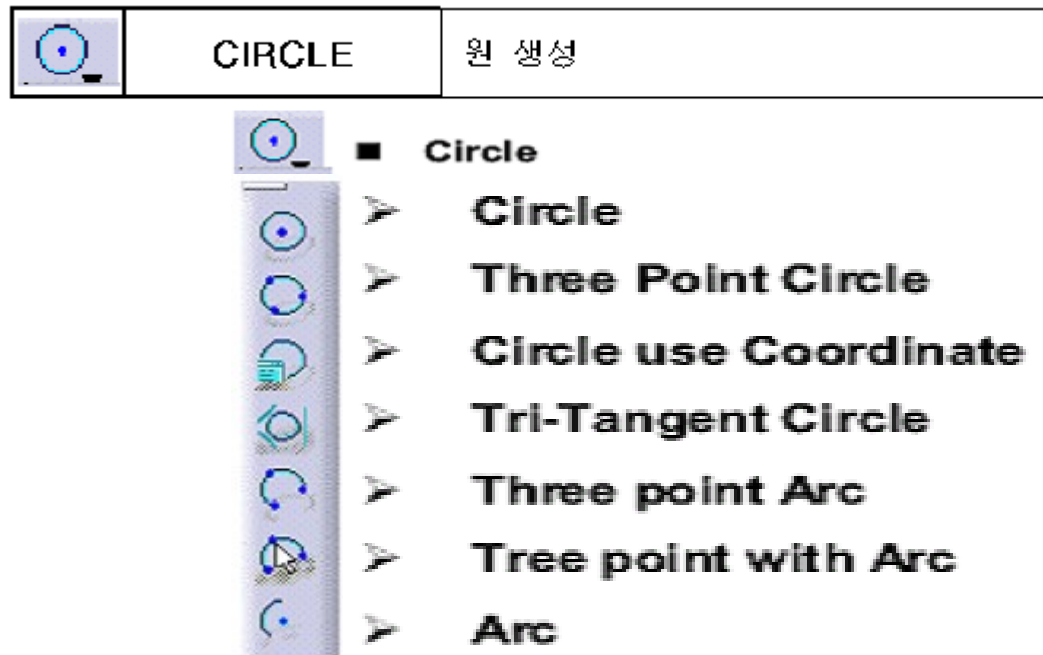 CIRCLE 원 생성
■ Circle
➢ Circle
➢ Three Point Circle
➢ Circle use Coordinate
➢ Tri-Tangent Circle
➢ Three point Arc
➢ Tree point with Arc
➢ Arc